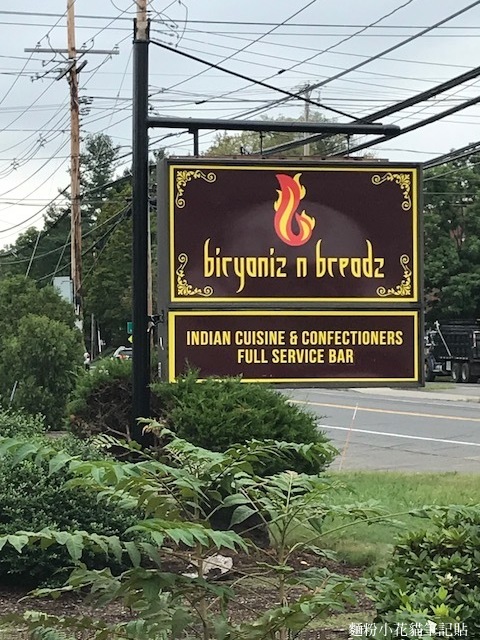 biryaniz n breadz
INDIAN CUISINE & CONFECTIONERS
FULL SERVICE BAR
麵粉小花貓筆記貼